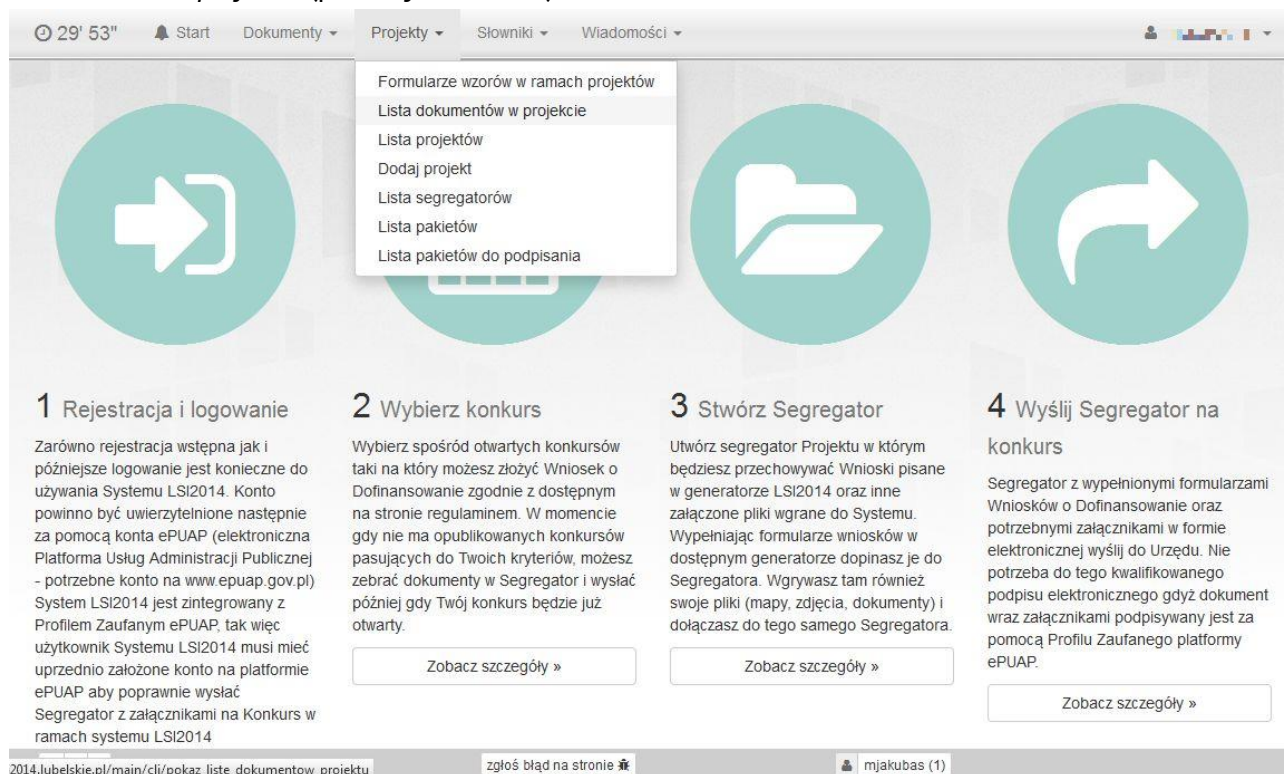 29' 53" Start Dokumenty Projekty Słowniki Wiadomości
Formularze wzorów w ramach projektów
Lista dokumentów w projekcie
Lista projektów
Dodaj projekt
Lista segregatorów
Lista pakietów
Lista pakietów do podpisania
1 Rejestracja i logowanie
Zarówno rejestracja wstępna jak i
późniejsze logowanie jest konieczne do
używania Systemu LSI2014. Konto
powinno być uwierzytelnione następnie
za pomocą konta ePUAP (elektroniczna
Platforma Usług Administracji Publicznej
- potrzebne konto na www.epuap.gov.pl)
System LSI2014 jest zintegrowany z
Profilem Zaufanym ePUAP, tak więc
użytkownik Systemu LSI2014 musi mieć
uprzednio założone konto na platformie
ePUAP aby poprawnie wysłać
Segregator z załącznikami na Konkurs w
ramach systemu LSI2014
2 Wybierz konkurs
Wybierz spośród otwartych konkursów
taki na który możesz złożyć Wniosek o
Dofinansowanie zgodnie z dostępnym
na stronie regulaminem. W momencie
gdy nie ma opublikowanych konkursów
pasujących do Twoich kryteriów, możesz
zebrać dokumenty w Segregator i wysłać
później gdy Twój konkurs będzie już
otwarty.
Zobacz szczegóły »
3 Stwórz Segregator
Utwórz segregator Projektu w którym
będziesz przechowywać Wnioski pisane
w generatorze LSI2014 oraz inne
załączone pliki wgrane do Systemu.
Wypełniając formularze wniosków w
dostępnym generatorze dopinasz je do
Segregatora. Wgrywasz tam również
swoje pliki (mapy, zdjęcia, dokumenty) i
dołączasz do tego samego Segregatora.
Zobacz szczegóły »
4 Wyślij Segregator na
konkurs
Segregator z wypełnionymi formularzami
Wniosków o Dofinansowanie oraz
potrzebnymi załącznikami w formie
elektronicznej wyślij do Urzędu. Nie
potrzeba do tego kwalifikowanego
podpisu elektronicznego gdyż dokument
wraz załącznikami podpisywany jest za
pomocą Profilu Zaufanego platformy
ePUAP.
Zobacz szczegóły »
2014.lubelskie.pl/main/cli/pokaz_liste_dokumentow_projektu
zgłoś błąd na stronie
mjakubas (1)